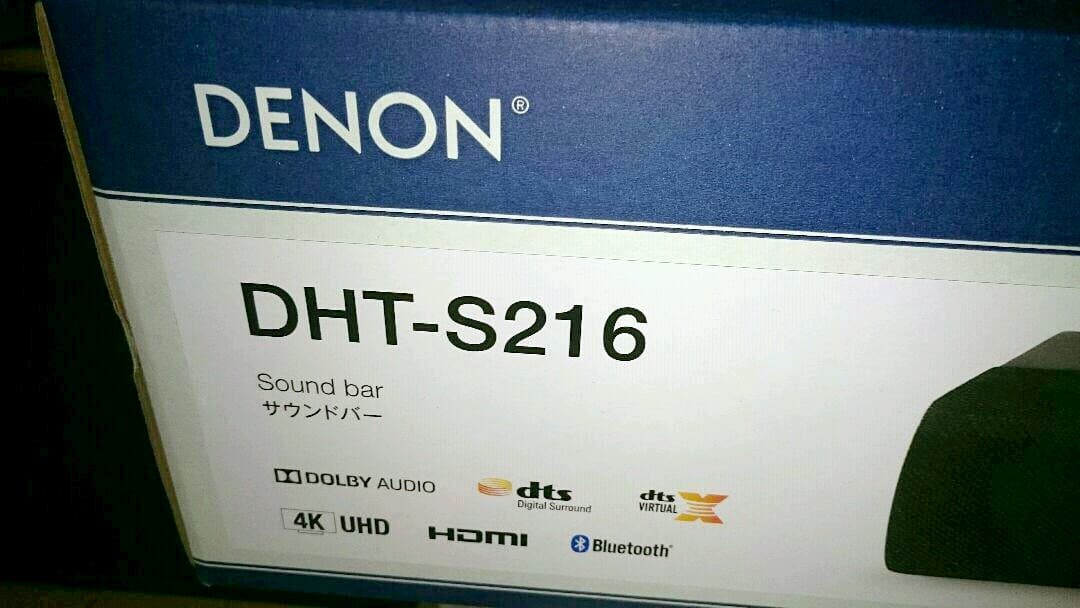 DENON®
DHT-S216
Sound bar
サウンドバー
DOLBY AUDIO
dts
Digital Surround
dts
VIRTUAL X
4K UHD
HDMI
Bluetooth®